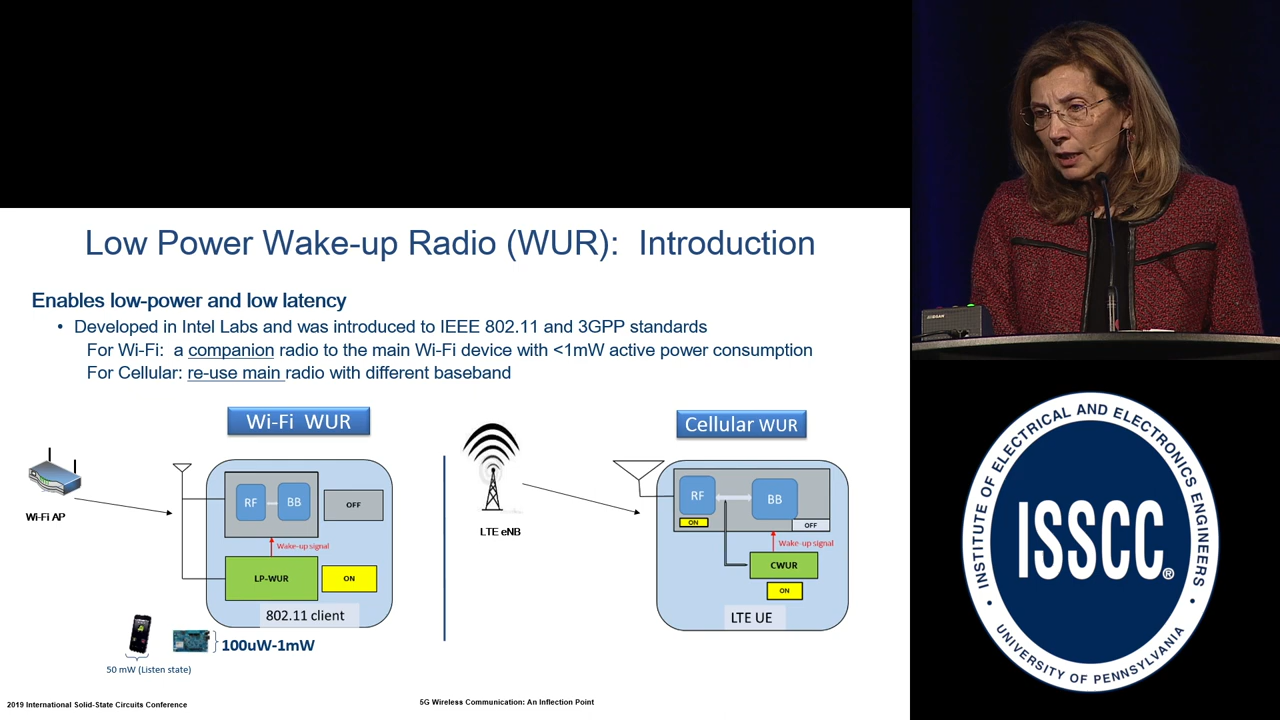 Low Power Wake-up Radio (WUR):  Introduction
Enables low-power and low latency
• Developed in Intel Labs and was introduced to IEEE 802.11 and 3GPP standards
For Wi-Fi:  a companion radio to the main Wi-Fi device with <1mW active power consumption
For Cellular: re-use main radio with different baseband
Wi-Fi WUR
Wi-Fi AP
RF
BB
OFF
Wake-up signal
LP-WUR
ON
802.11 client
50 mW (Listen state)
100uW-1mW
Cellular WUR
LTE eNB
RF
BB
ON
OFF
Wake-up signal
CWUR
ON
LTE UE
2019 International Solid-State Circuits Conference
5G Wireless Communication: An Inflection Point
INSTITUTE OF ELECTRICAL AND ELECTRONICS ENGINEERS
ISSCC®
• UNIVERSITY OF PENNSYLVANIA •